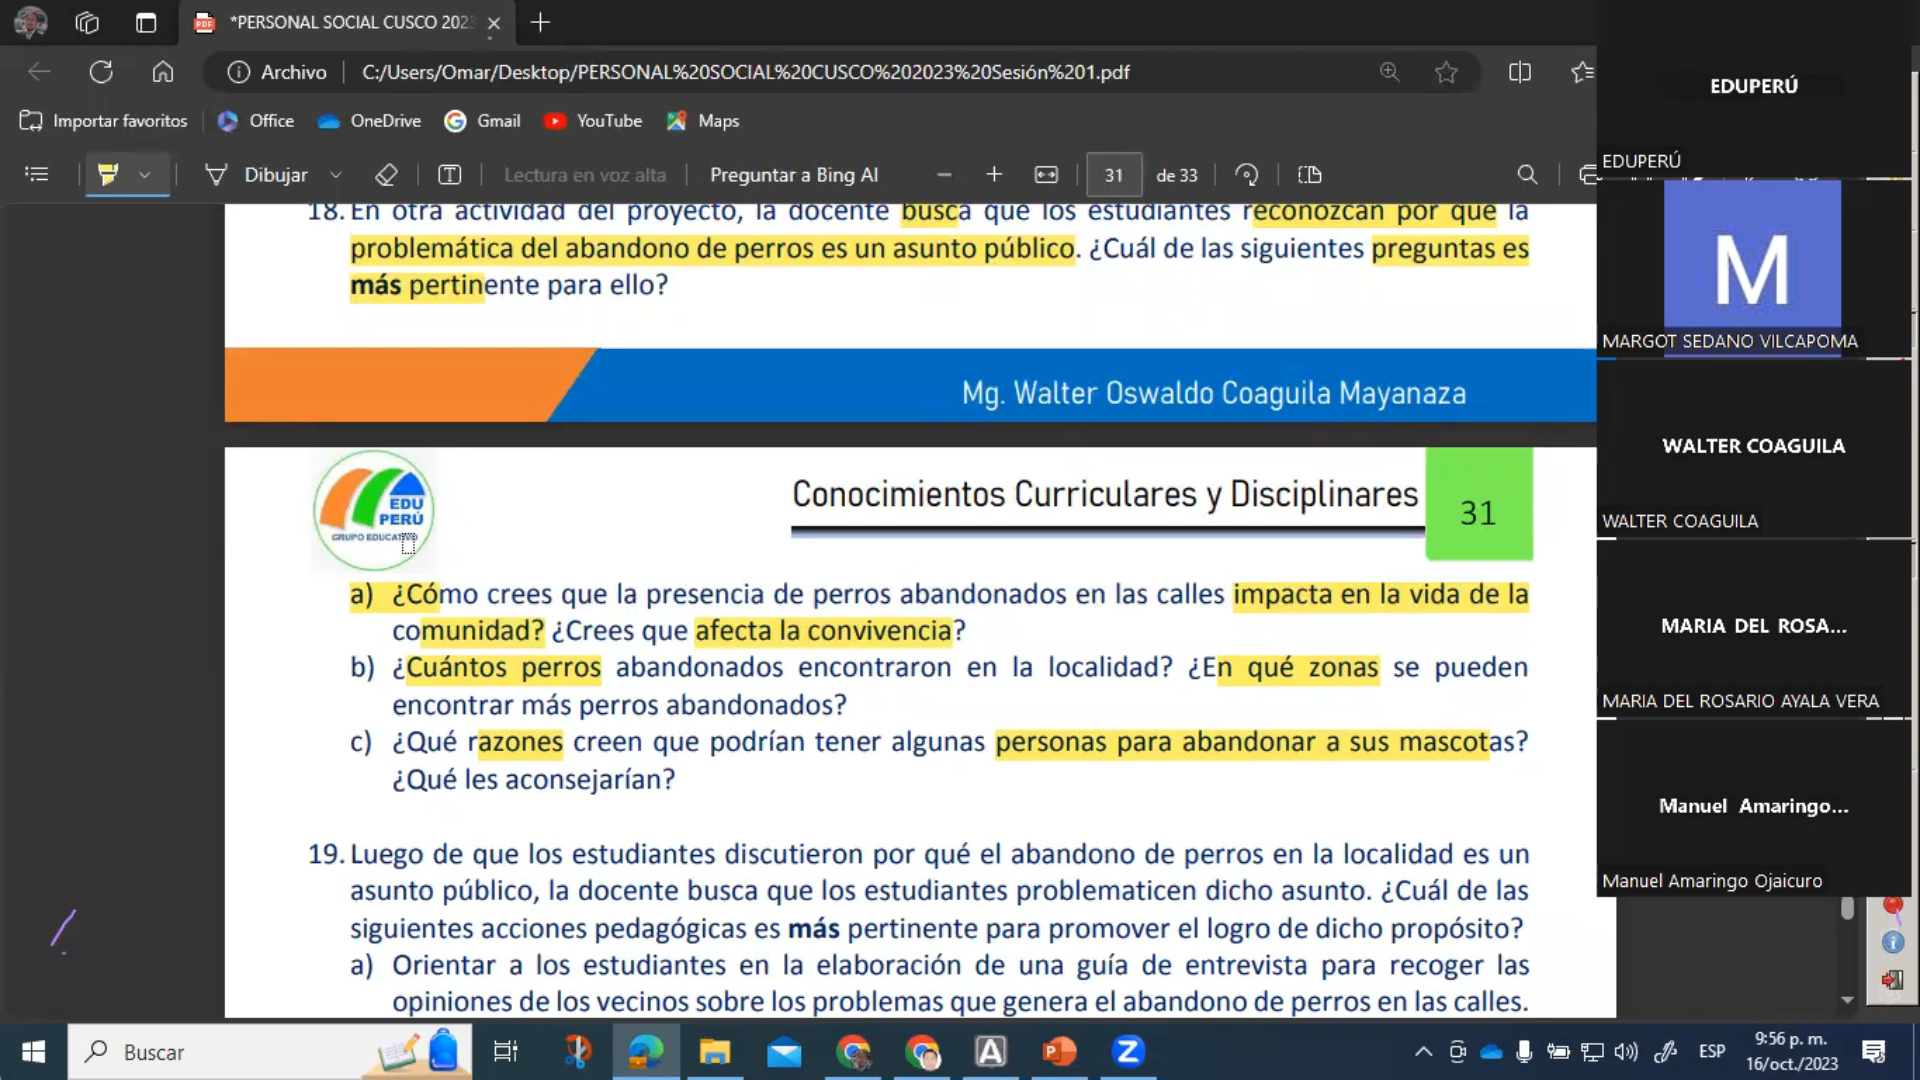 *PERSONAL SOCIAL CUSCO 202
Archivo
C:/Users/Omar/Desktop/PERSONAL%20SOCIAL%20CUSCO%202023%20Sesión%201.pdf
Importar favoritos
Office
OneDrive
Gmail
YouTube
Maps
Dibujar
Lectura en voz alta
Preguntar a Bing AI
31
de 33
18. En otra actividad del proyecto, la docente busca que los estudiantes reconozcan por qué la
problemática del abandono de perros es un asunto público. ¿Cuál de las siguientes preguntas es
más pertinente para ello?
Mg. Walter Oswaldo Coaguila Mayanaza
EDU
PERÚ
GRUPO EDUCATIVO
Conocimientos Curriculares y Disciplinares
31
a) ¿Cómo crees que la presencia de perros abandonados en las calles impacta en la vida de la
comunidad? ¿Crees que afecta la convivencia?
b) ¿Cuántos perros abandonados encontraron en la localidad? ¿En qué zonas se pueden
encontrar más perros abandonados?
c) ¿Qué razones creen que podrían tener algunas personas para abandonar a sus mascotas?
¿Qué les aconsejarían?
19. Luego de que los estudiantes discutieron por qué el abandono de perros en la localidad es un
asunto público, la docente busca que los estudiantes problematicen dicho asunto. ¿Cuál de las
siguientes acciones pedagógicas es más pertinente para promover el logro de dicho propósito?
a) Orientar a los estudiantes en la elaboración de una guía de entrevista para recoger las
opiniones de los vecinos sobre los problemas que genera el abandono de perros en las calles.
EDUPERÚ
EDUPERÚ
M
MARGOT SEDANO VILCAPOMA
WALTER COAGUILA
WALTER COAGUILA
MARIA DEL ROSA...
MARIA DEL ROSARIO AYALA VERA
Manuel Amaringo...
Manuel Amaringo Ojaicuro
Buscar
ESP
9:56 p. m.
16/oct./2023